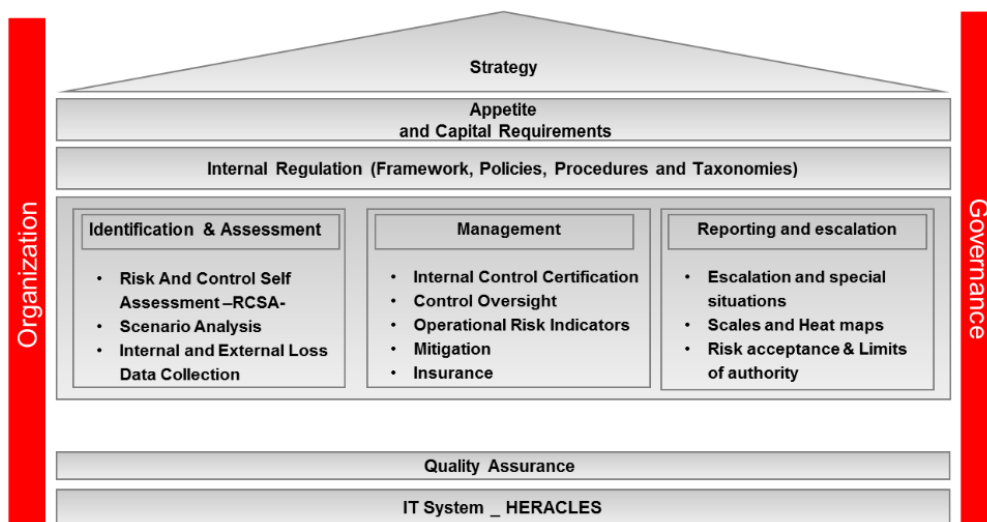 Strategy
Appetite
and Capital Requirements
Internal Regulation (Framework, Policies, Procedures and Taxonomies)
Organization
Identification & Assessment
• Risk And Control Self
Assessment –RCSA-
• Scenario Analysis
• Internal and External Loss
Data Collection
Management
• Internal Control Certification
• Control Oversight
• Operational Risk Indicators
• Mitigation
• Insurance
Reporting and escalation
• Escalation and special
situations
• Scales and Heat maps
• Risk acceptance & Limits
of authority
Governance
Quality Assurance
IT System _ HERACLES